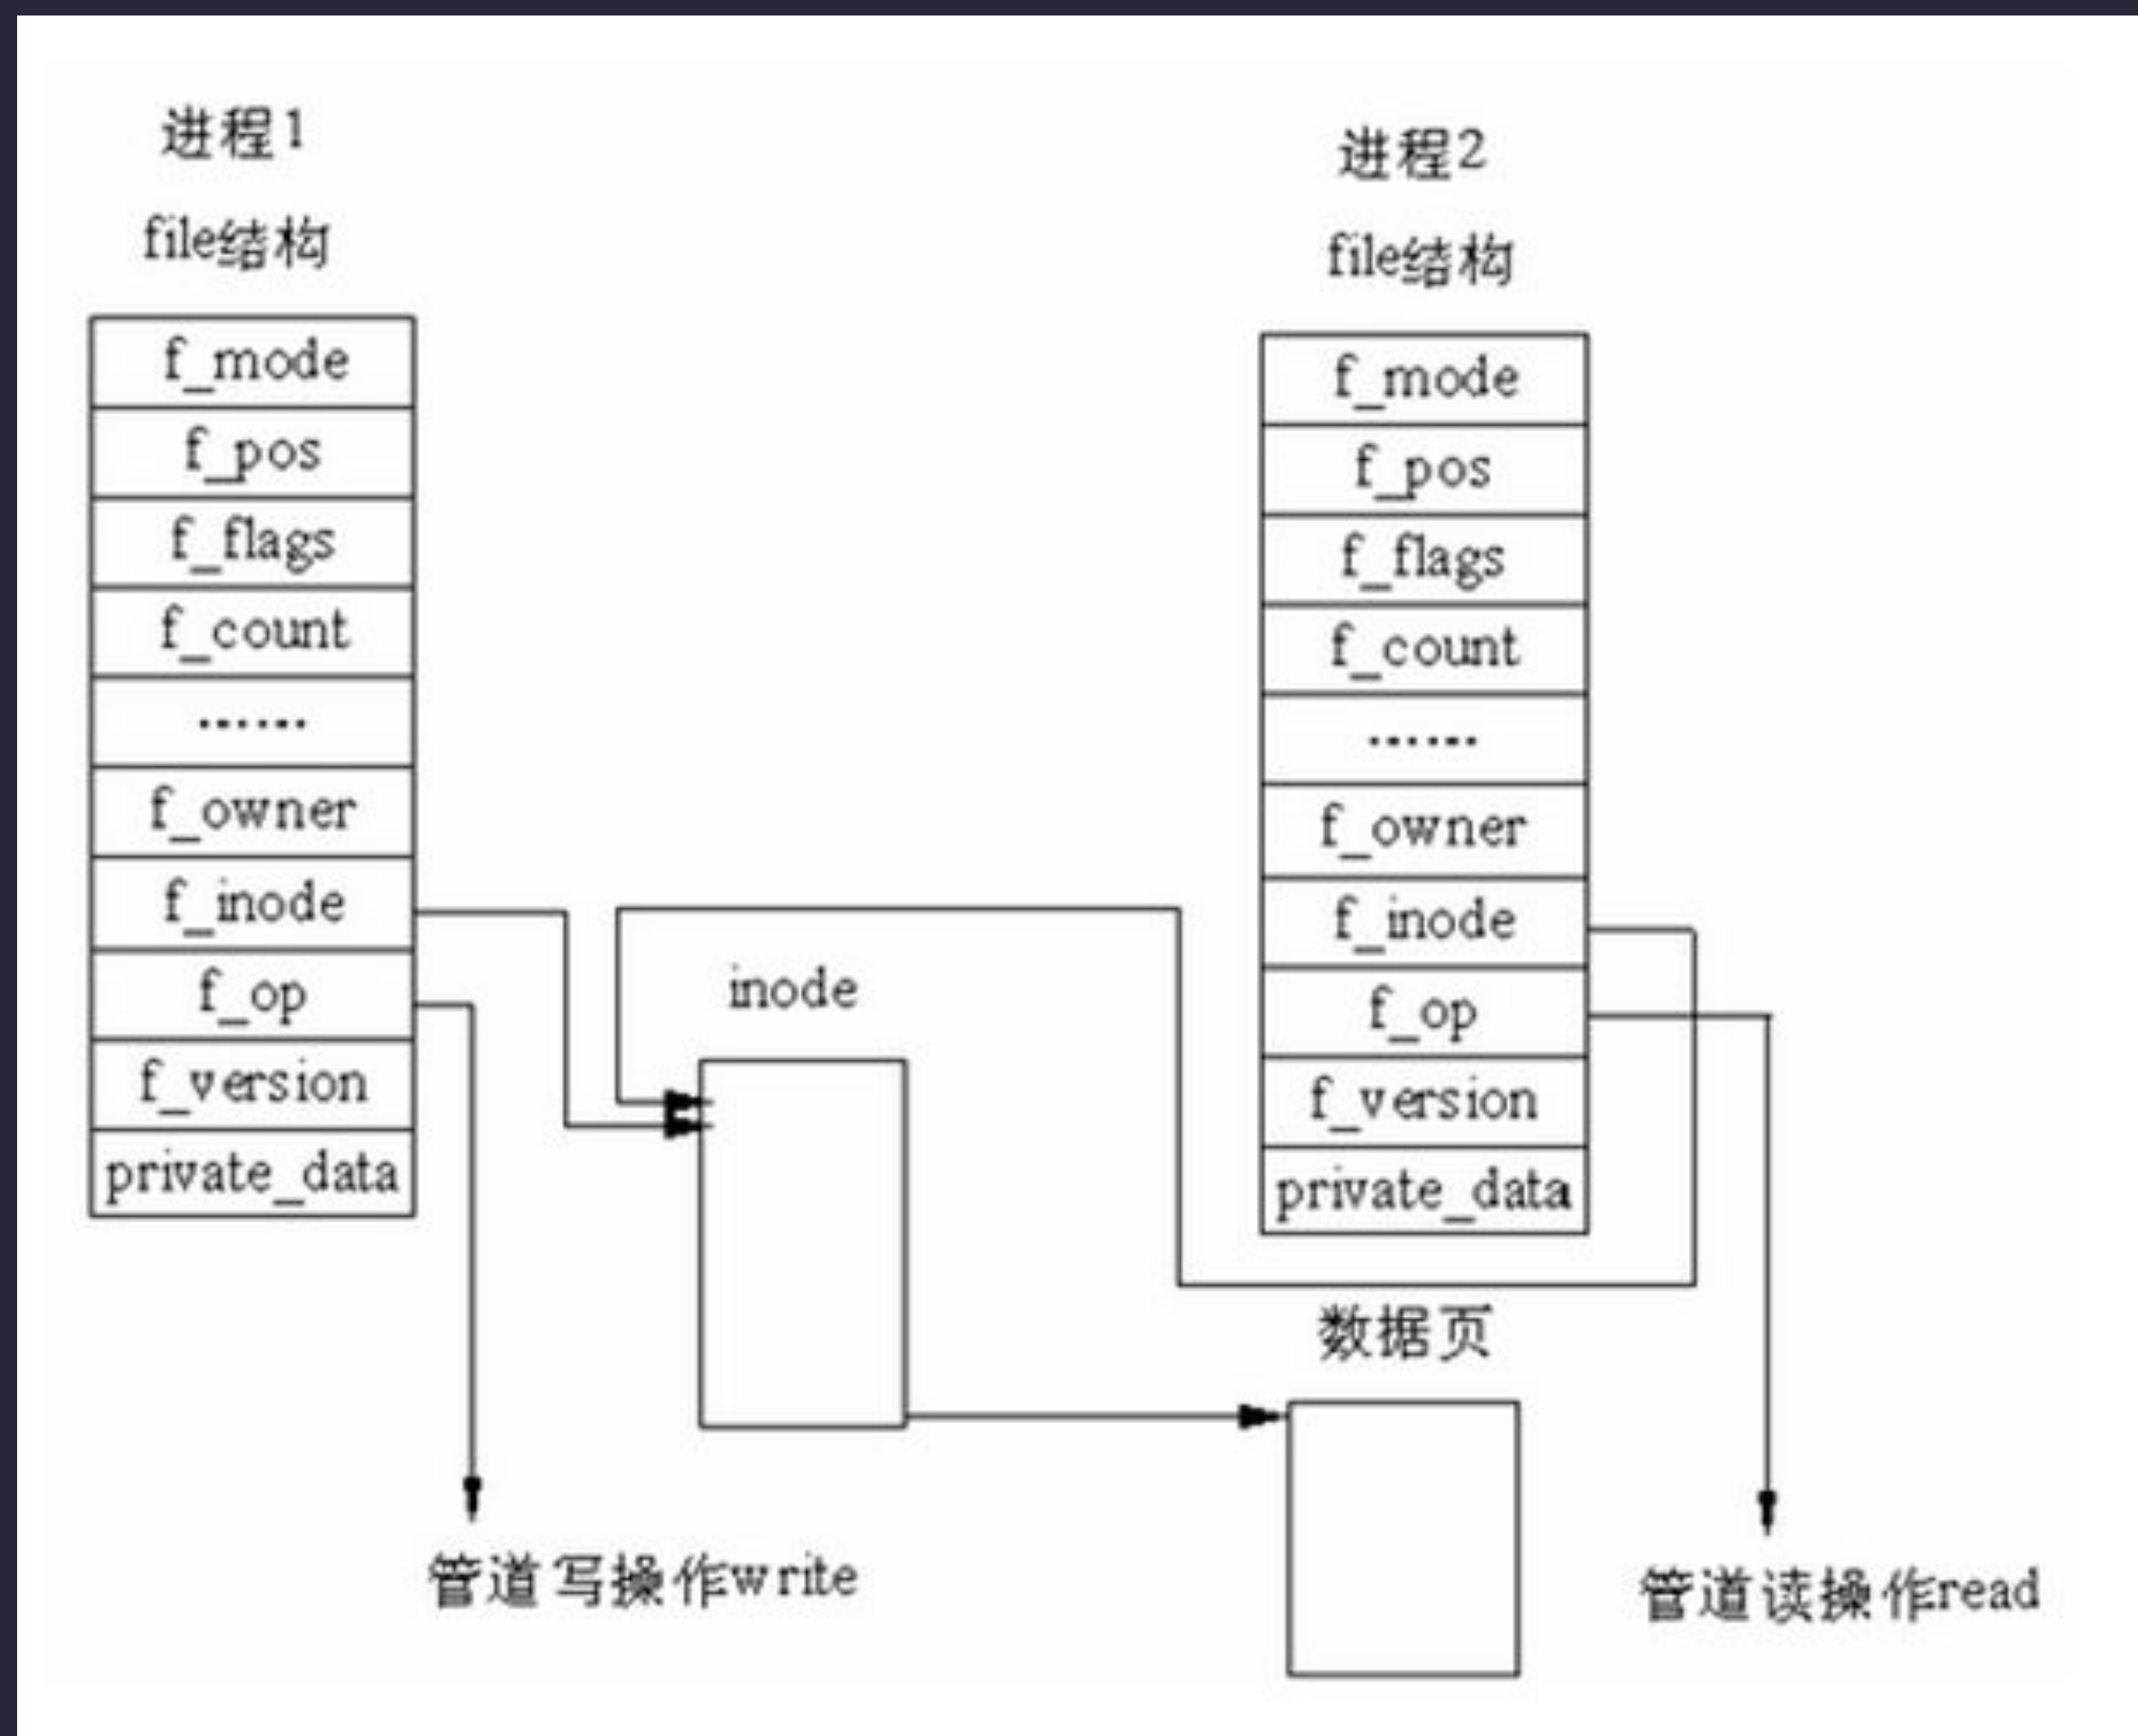 进程1
file结构
f_mode
f_pos
f_flags
f_count
······
f_owner
f_inode
f_op
f_version
private_data
inode
管道写操作write
进程2
file结构
f_mode
f_pos
f_flags
f_count
······
f_owner
f_inode
f_op
f_version
private_data
数据页
管道读操作read